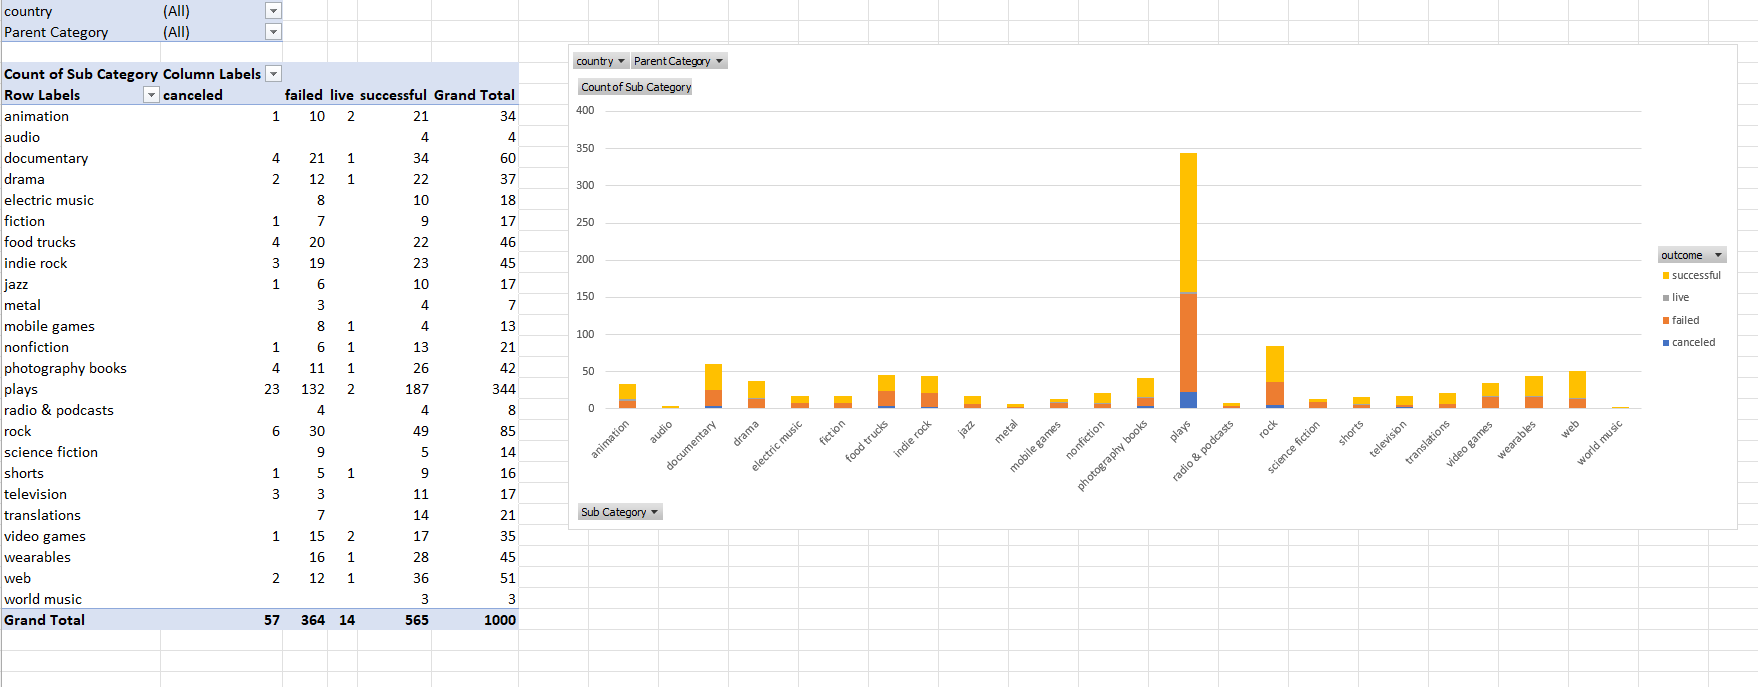 country (All)
Parent Category (All)
Count of Sub Category Column Labels
Row Labels canceled failed live successful Grand Total
animation 1 10 2 21 34
audio 4 4
documentary 4 21 1 34 60
drama 2 12 1 22 37
electric music 8 10 18
fiction 1 7 9 17
food trucks 4 20 22 46
indie rock 3 19 23 45
jazz 1 6 10 17
metal 3 4 7
mobile games 8 1 4 13
nonfiction 1 6 1 13 21
photography books 4 11 1 26 42
plays 23 132 2 187 344
radio & podcasts 4 4 8
rock 6 30 49 85
science fiction 9 5 14
shorts 1 5 1 9 16
television 3 3 11 17
translations 7 14 21
video games 1 15 2 17 35
wearables 16 1 28 45
web 2 12 1 36 51
world music 3 3
Grand Total 57 364 14 565 1000
country Parent Category
Count of Sub Category
400
350
300
250
200
150
100
50
0
animation
audio
documentary
drama
electric music
fiction
food trucks
indie rock
jazz
metal
mobile games
nonfiction
photography books
plays
radio & podcasts
rock
science fiction
shorts
television
translations
video games
wearables
web
world music
Sub Category
outcome
successful
live
failed
canceled